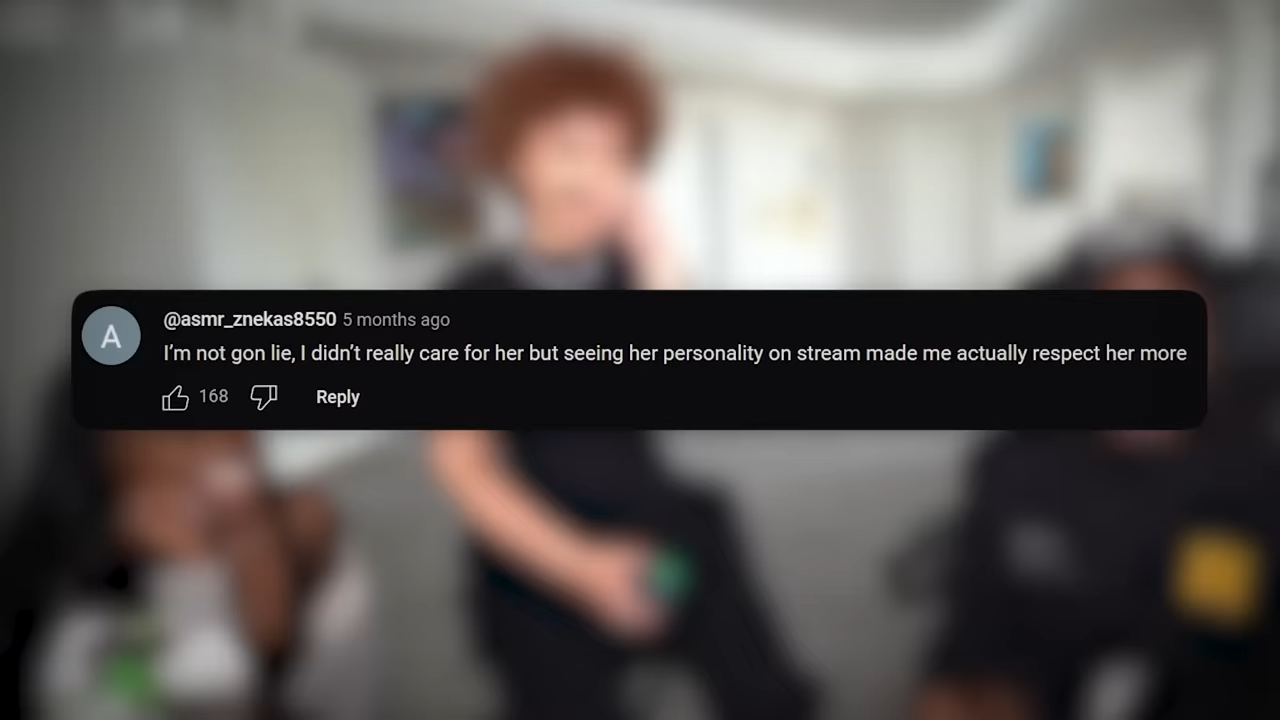 A
@asmr_znekas8550 5 months ago
I’m not gon lie, I didn’t really care for her but seeing her personality on stream made me actually respect her more
168
Reply